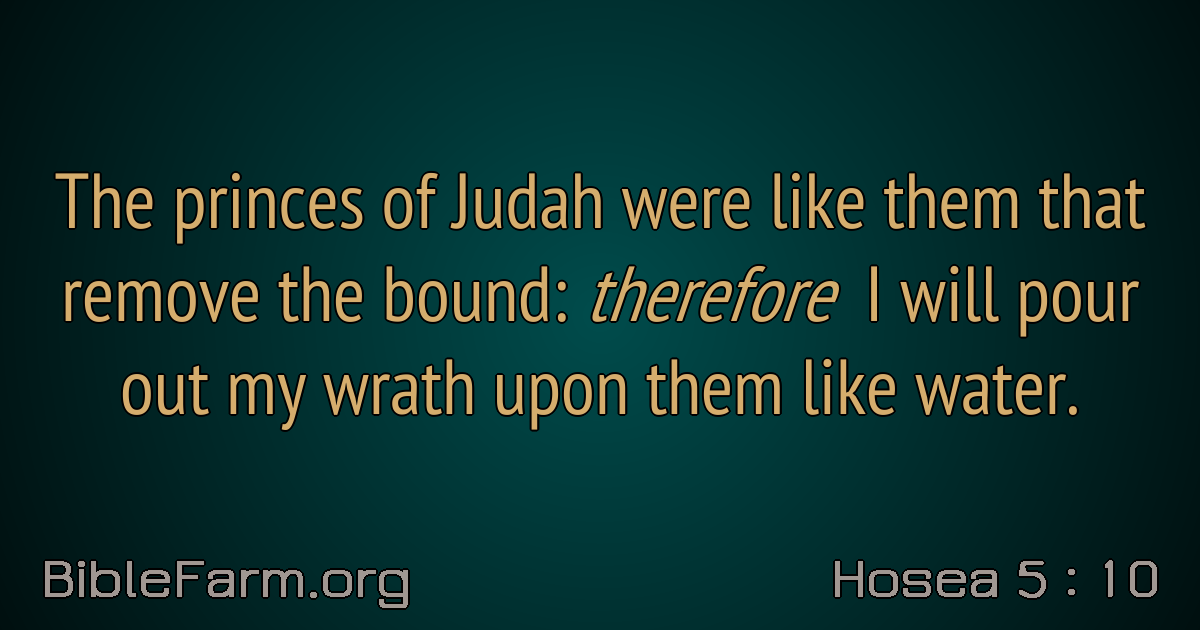 The princes of Judah were like them that
remove the bound: therefore I will pour
out my wrath upon them like water.
BibleFarm.org
Hosea 5 : 10